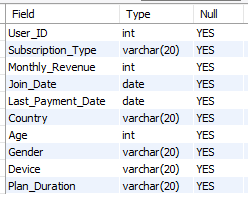 Field Type Null
User_ID int YES
Subscription_Type varchar(20) YES
Monthly_Revenue int YES
Join_Date date YES
Last_Payment_Date date YES
Country varchar(20) YES
Age int YES
Gender varchar(20) YES
Device varchar(20) YES
Plan_Duration varchar(20) YES